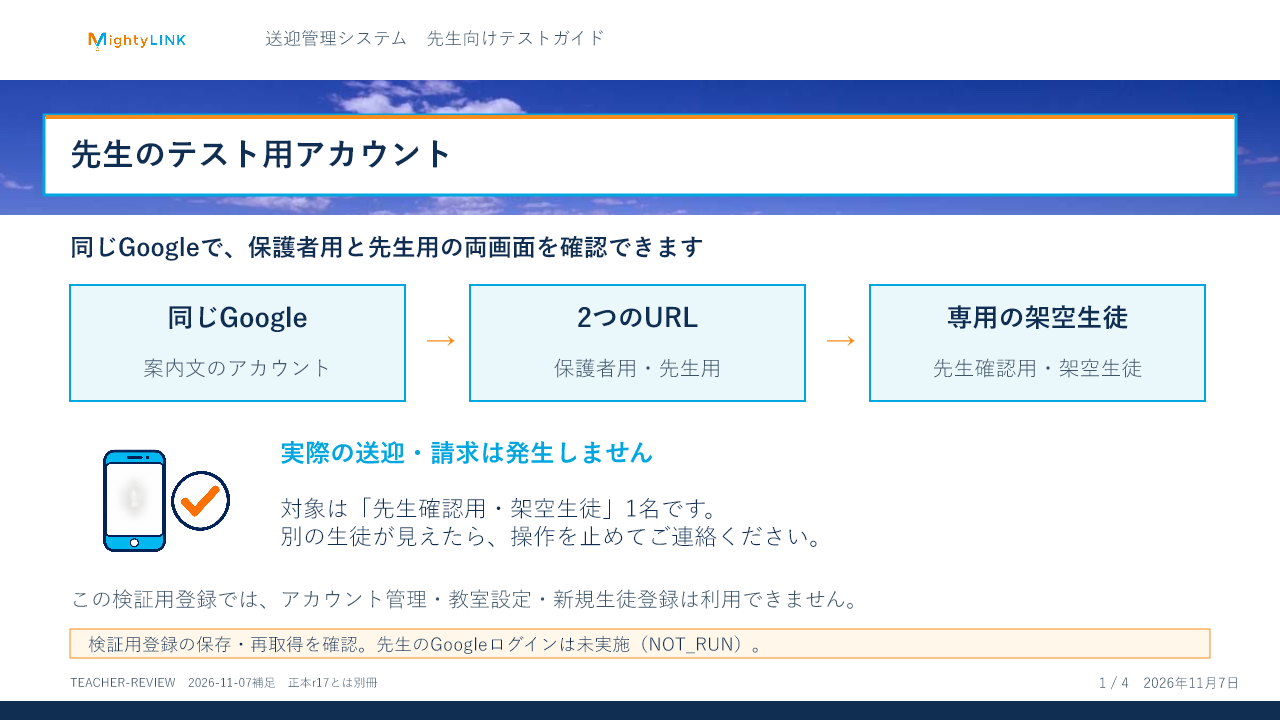 MightyLINK
送迎管理システム　先生向けテストガイド
先生のテスト用アカウント
同じGoogleで、保護者用と先生用の両画面を確認できます
同じGoogle
案内文のアカウント
→
2つのURL
保護者用・先生用
→
専用の架空生徒
先生確認用・架空生徒
実際の送迎・請求は発生しません
対象は「先生確認用・架空生徒」1名です。
別の生徒が見えたら、操作を止めてご連絡ください。
この検証用登録では、アカウント管理・教室設定・新規生徒登録は利用できません。
検証用登録の保存・再取得を確認。先生のGoogleログインは未実施（NOT_RUN）。
TEACHER-REVIEW　2026-11-07補足　正本r17とは別冊
1 / 4　2026年11月7日